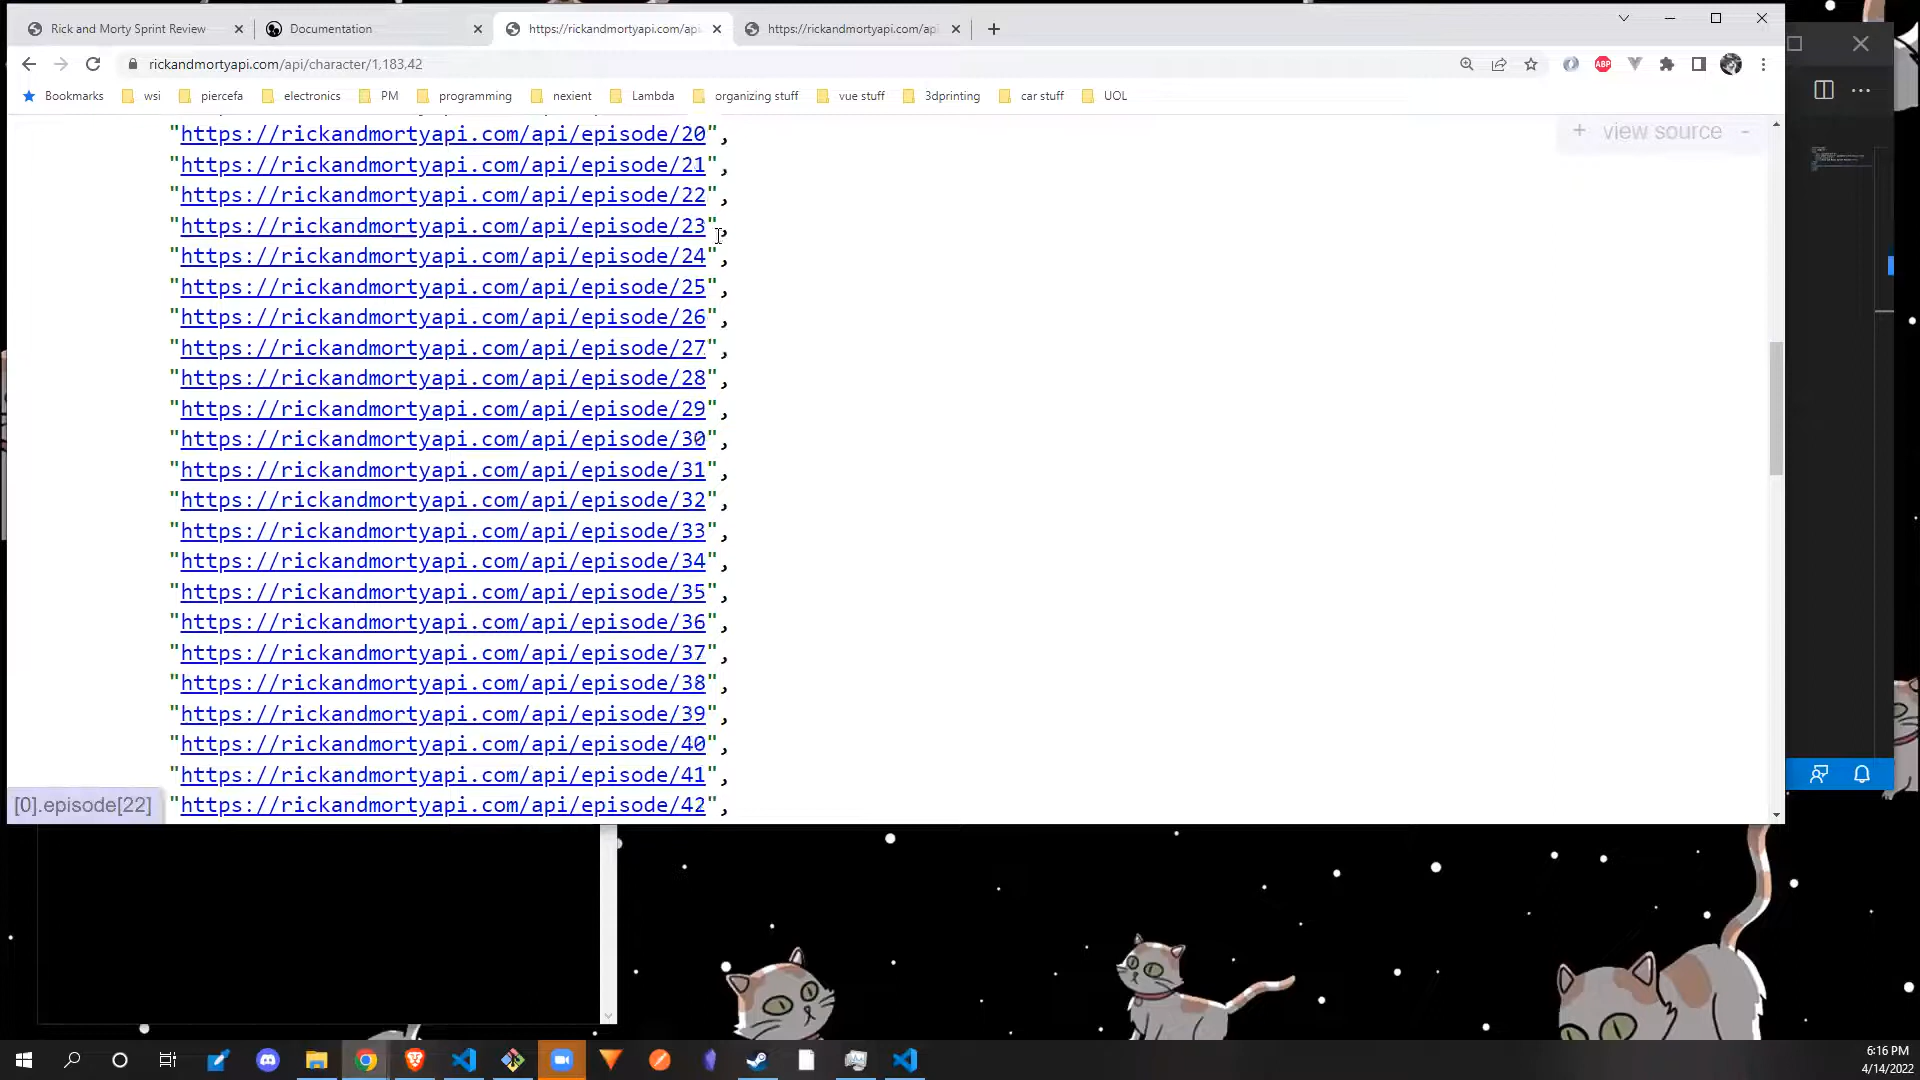 Rick and Morty Sprint Review
Documentation
https://rickandmortyapi.com/api
https://rickandmortyapi.com/api
rickandmortyapi.com/api/character/1,183,42
ABP
Bookmarks wsi piercefa electronics PM programming nexient Lambda organizing stuff vue stuff 3dprinting car stuff UOL
+ view source -
"https://rickandmortyapi.com/api/episode/20",
"https://rickandmortyapi.com/api/episode/21",
"https://rickandmortyapi.com/api/episode/22",
"https://rickandmortyapi.com/api/episode/23",
"https://rickandmortyapi.com/api/episode/24",
"https://rickandmortyapi.com/api/episode/25",
"https://rickandmortyapi.com/api/episode/26",
"https://rickandmortyapi.com/api/episode/27",
"https://rickandmortyapi.com/api/episode/28",
"https://rickandmortyapi.com/api/episode/29",
"https://rickandmortyapi.com/api/episode/30",
"https://rickandmortyapi.com/api/episode/31",
"https://rickandmortyapi.com/api/episode/32",
"https://rickandmortyapi.com/api/episode/33",
"https://rickandmortyapi.com/api/episode/34",
"https://rickandmortyapi.com/api/episode/35",
"https://rickandmortyapi.com/api/episode/36",
"https://rickandmortyapi.com/api/episode/37",
"https://rickandmortyapi.com/api/episode/38",
"https://rickandmortyapi.com/api/episode/39",
"https://rickandmortyapi.com/api/episode/40",
"https://rickandmortyapi.com/api/episode/41",
"https://rickandmortyapi.com/api/episode/42",
[0].episode[22]
6:16 PM
4/14/2022